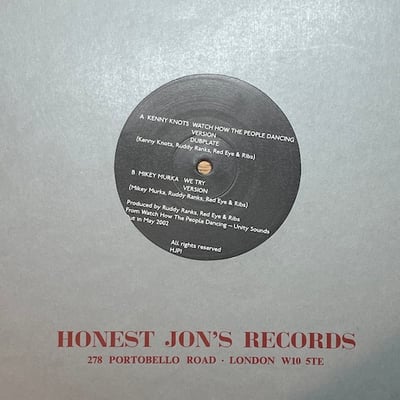 A KENNY KNOTS WATCH HOW THE PEOPLE DANCING
VERSION
DUBPLATE
(Kenny Knots, Ruddy Ranks, Red Eye & Ribs)
B MIKEY MURKA WE TRY
VERSION
(Mikey Murka, Ruddy Ranks, Red Eye & Ribs)
Produced by Ruddy Ranks, Red Eye & Ribs
From Watch How The People Dancing – Unity Sounds
out in May 2002
All rights reserved
HJP1
HONEST JON'S RECORDS
278 PORTOBELLO ROAD · LONDON W10 5TE